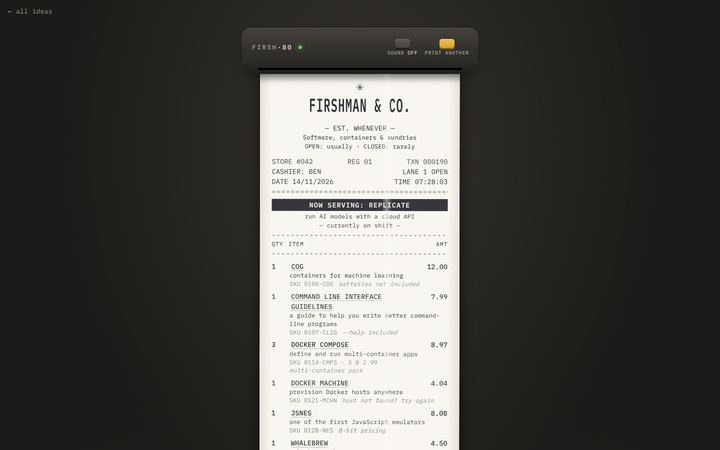 ← all ideas
FIRSH-80
SOUND OFF
PRINT ANOTHER
FIRSHMAN & CO.
— EST. WHENEVER —
Software, containers & sundries
OPEN: usually · CLOSED: rarely
STORE #042 REG 01 TXN 000190
CASHIER: BEN LANE 1 OPEN
DATE 14/11/2026 TIME 07:28:03
NOW SERVING: REPLICATE
run AI models with a cloud API
— currently on shift —
QTY ITEM AMT
1 COG 12.00
containers for machine learning
SKU 0100-COG batteries not included
1 COMMAND LINE INTERFACE 7.99
GUIDELINES
a guide to help you write better command-
line programs
SKU 0107-CLIG --help included
3 DOCKER COMPOSE 8.97
define and run multi-container apps
SKU 0114-CMPS · 3 @ 2.99
multi-container pack
1 DOCKER MACHINE 4.04
provision Docker hosts anywhere
SKU 0121-MCHN host not found? try again
1 JSNES 8.08
one of the first JavaScript emulators
SKU 0128-NES 8-bit pricing
1 WHALEBREW 4.50